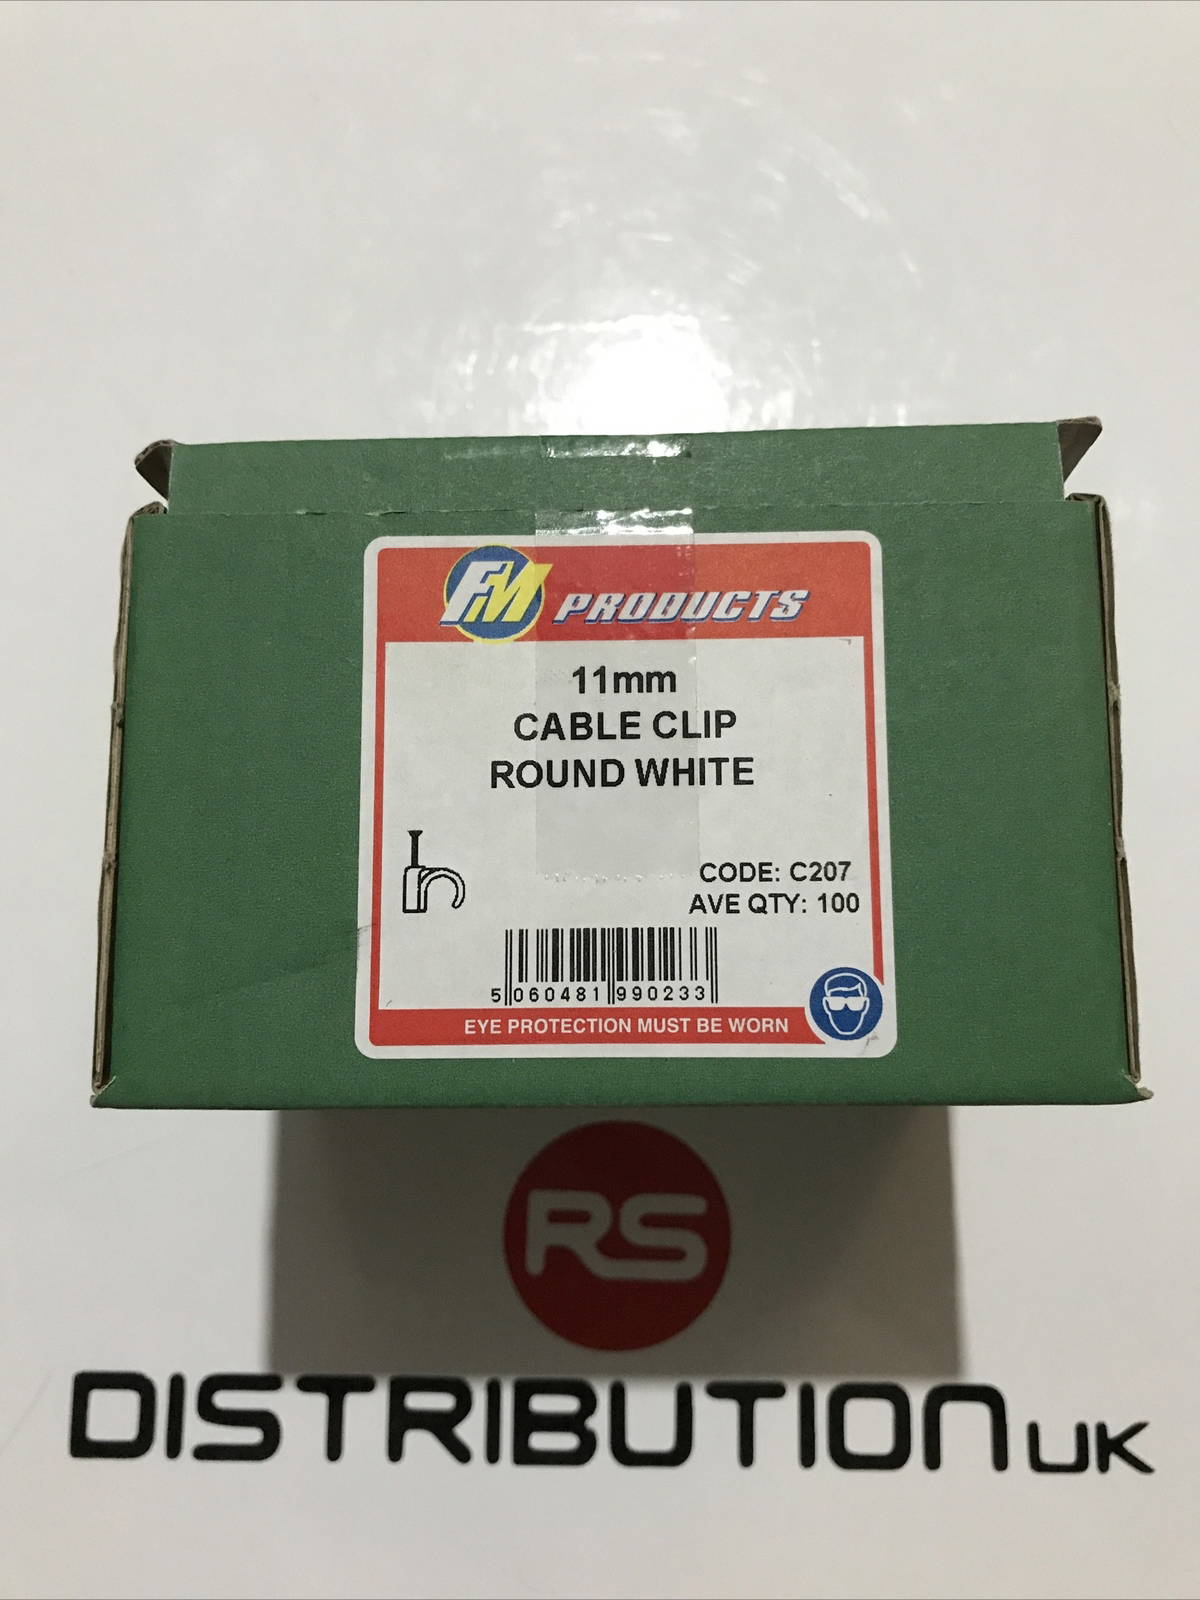 FM PRODUCTS
11mm
CABLE CLIP
ROUND WHITE
CODE: C207
AVE QTY: 100
5 060481 990233
EYE PROTECTION MUST BE WORN
RS
DISTRIBUTION UK